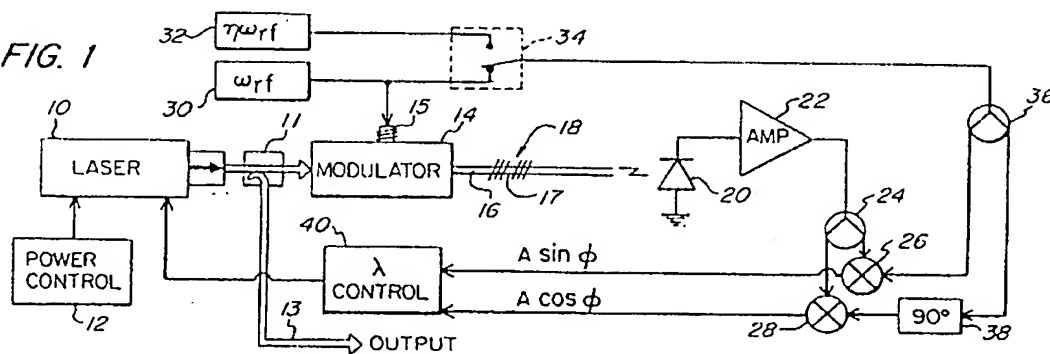 FIG. 1
32
ηωrf
34
30
ωrf
10
LASER
11
15
14
MODULATOR
18
16
17
22
AMP
20
36
24
26
40
λ
CONTROL
A sin ϕ
A cos ϕ
28
90°
38
POWER
CONTROL
12
13
OUTPUT